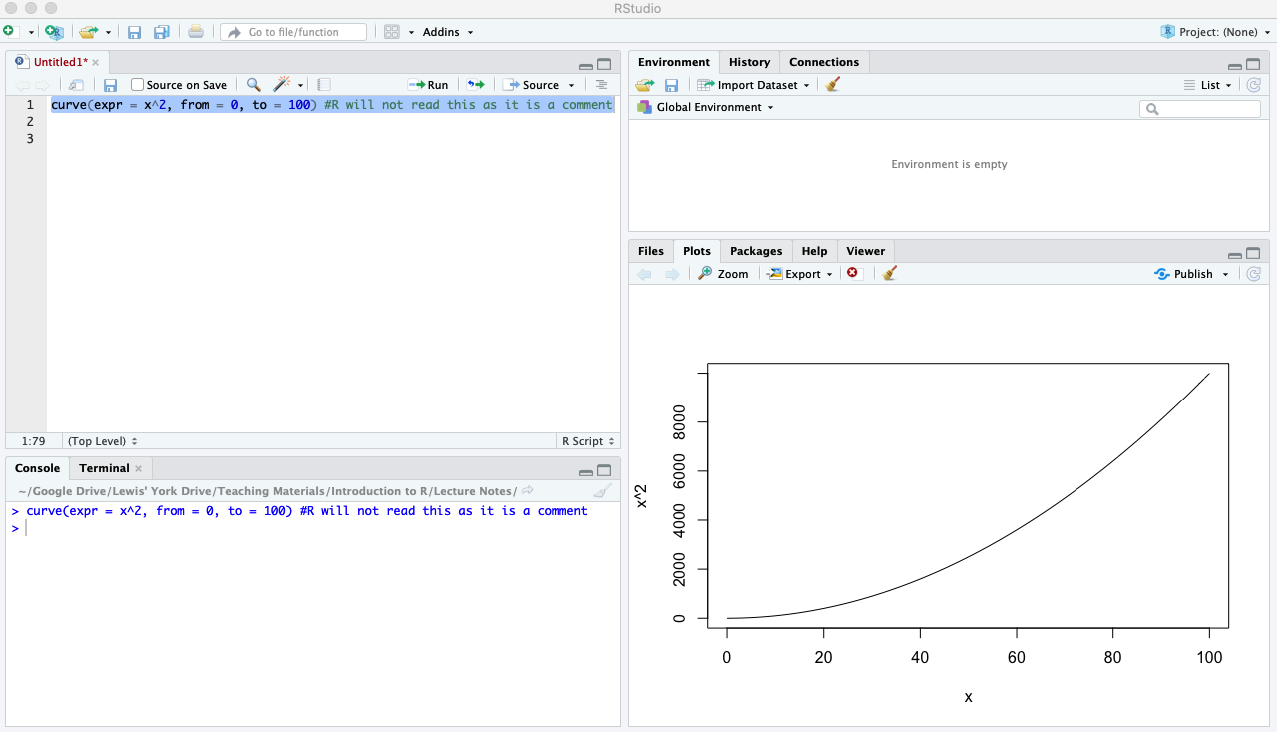 RStudio
Go to file/function
Addins
Project: (None)
Untitled1*
Source on Save
Run
Source
1 curve(expr = x^2, from = 0, to = 100) #R will not read this as it is a comment
2
3
1:79 (Top Level) R Script
Console Terminal
~/Google Drive/Lewis' York Drive/Teaching Materials/Introduction to R/Lecture Notes/
> curve(expr = x^2, from = 0, to = 100) #R will not read this as it is a comment
>
Environment History Connections
Import Dataset
List
Global Environment
Environment is empty
Files Plots Packages Help Viewer
Zoom Export Publish
x^2
8000
6000
4000
2000
0
0 20 40 60 80 100
x